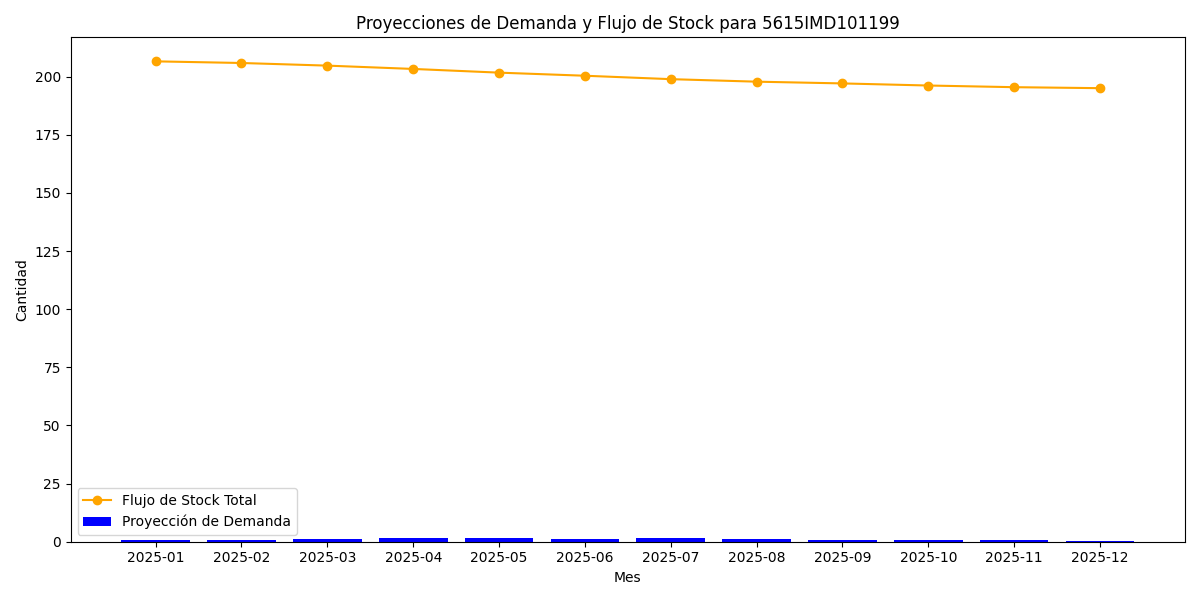 Proyecciones de Demanda y Flujo de Stock para 5615IMD101199
Cantidad
200
175
150
125
100
75
50
25
0
Flujo de Stock Total
Proyección de Demanda
2025-01 2025-02 2025-03 2025-04 2025-05 2025-06 2025-07 2025-08 2025-09 2025-10 2025-11 2025-12
Mes